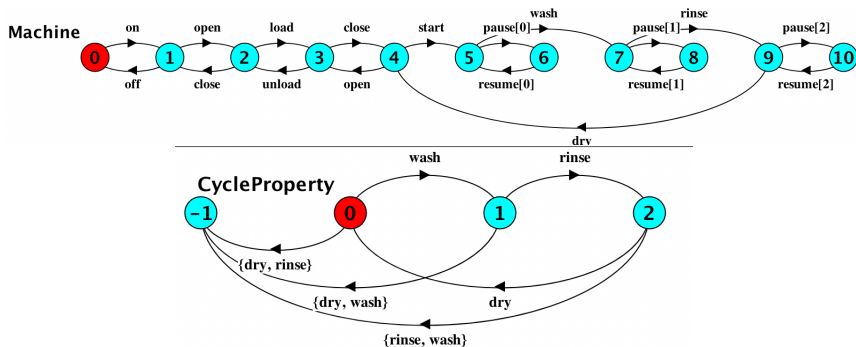 wash
rinse
on open load close start pause[0] pause[1] pause[2]
Machine
0 1 2 3 4 5 6 7 8 9 10
off close unload open resume[0] resume[1] resume[2]
dry
wash rinse
CycleProperty
-1 0 1 2
{dry, rinse}
{dry, wash} dry
{rinse, wash}